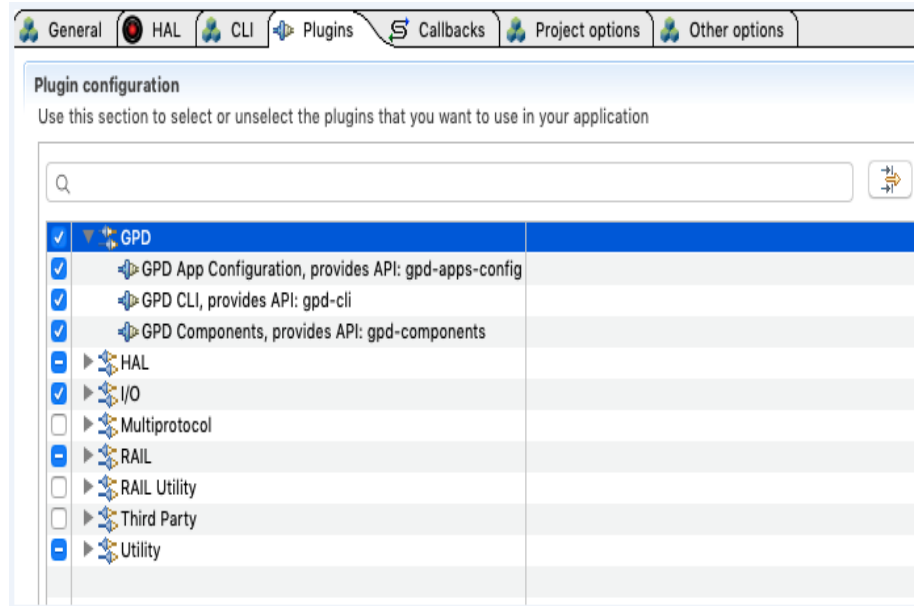 General HAL CLI Plugins Callbacks Project options Other options
Plugin configuration
Use this section to select or unselect the plugins that you want to use in your application
GPD
GPD App Configuration, provides API: gpd-apps-config
GPD CLI, provides API: gpd-cli
GPD Components, provides API: gpd-components
HAL
I/O
Multiprotocol
RAIL
RAIL Utility
Third Party
Utility